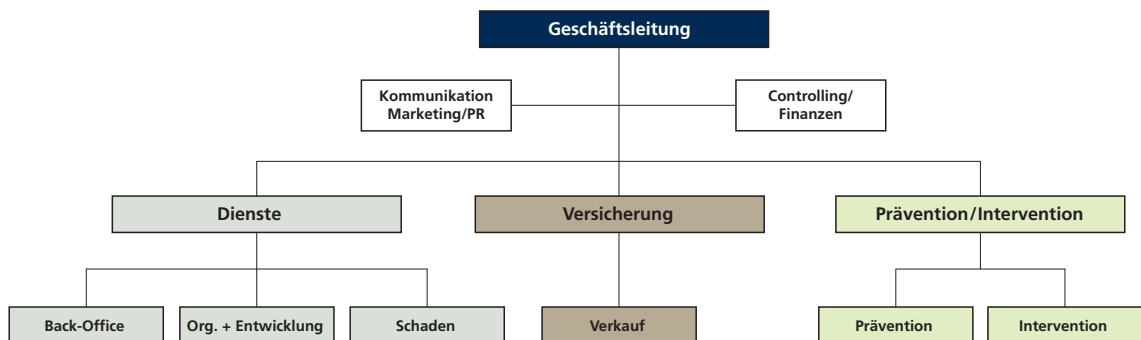 Geschäftsleitung
Kommunikation
Marketing/PR
Controlling/
Finanzen
Dienste
Versicherung
Prävention/Intervention
Back-Office
Org. + Entwicklung
Schaden
Verkauf
Prävention
Intervention